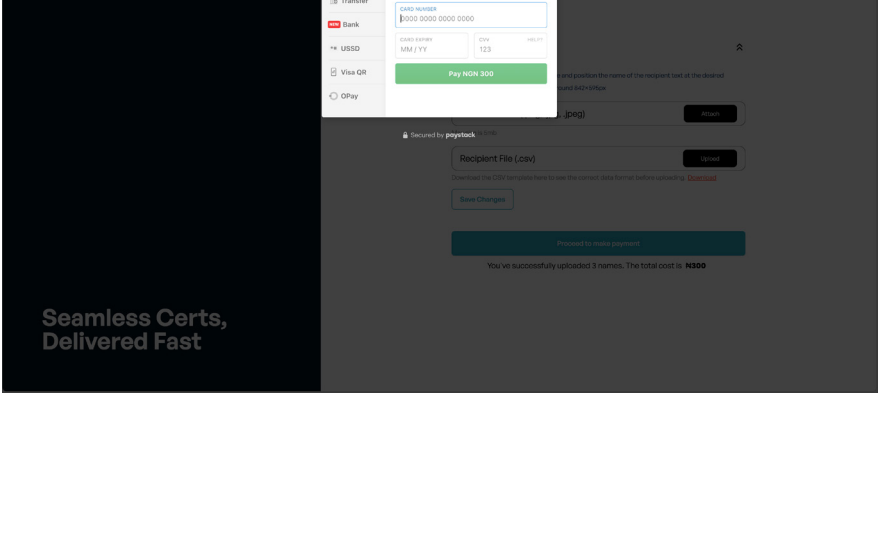 Transfer
CARD NUMBER
0000 0000 0000 0000
NEW Bank
CARD EXPIRY
CVV
HELP?
MM / YY
123
*# USSD
Visa QR
Pay NGN 300
OPay
and position the name of the recipient text at the desired
842×595px
.jpeg)
Attach
Secured by paystack
Recipient File (.csv)
Upload
Download the CSV template here to see the correct data format before uploading. Download
Save Changes
Proceed to make payment
You've successfully uploaded 3 names. The total cost is N300
Seamless Certs,
Delivered Fast